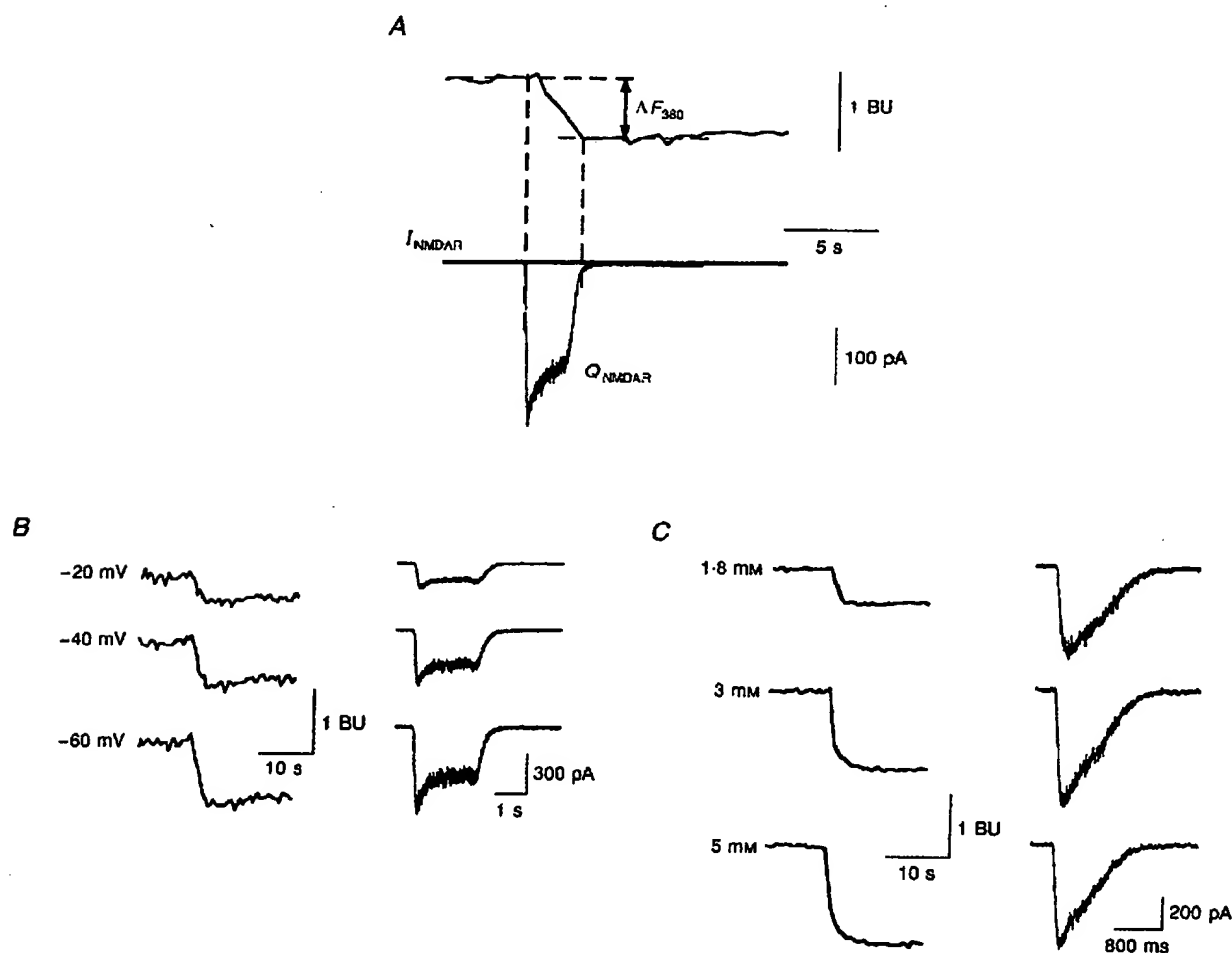 A
ΔF380
1 BU
5 s
INMDAR
100 pA
QNMDAR
B
-20 mV
-40 mV
-60 mV
1 BU
10 s
300 pA
1 s
C
1·8 mM
3 mM
5 mM
1 BU
10 s
200 pA
800 ms